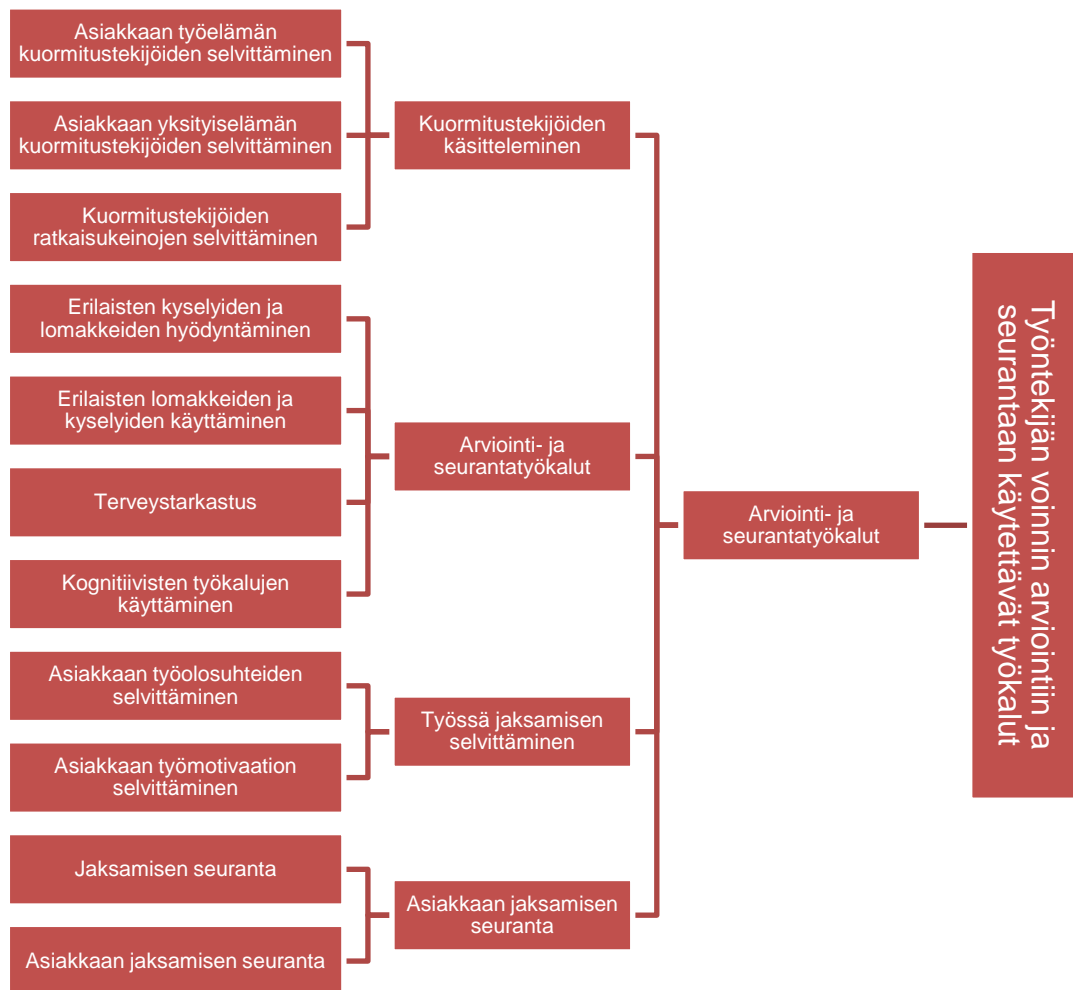 Asiakkaan työelämän
kuormitustekijöiden selvittäminen
Asiakkaan yksityiselämän
kuormitustekijöiden selvittäminen
Kuormitustekijöiden
ratkaisukeinojen selvittäminen
Erilaisten kyselyiden ja
lomakkeiden hyödyntäminen
Erilaisten lomakkeiden ja
kyselyiden käyttäminen
Terveystarkastus
Kognitiivisten työkalujen
käyttäminen
Asiakkaan työolosuhteiden
selvittäminen
Asiakkaan työmotivaation
selvittäminen
Jaksamisen seuranta
Asiakkaan jaksamisen seuranta
Kuormitustekijöiden
käsitteleminen
Arviointi- ja
seurantatyökalut
Työssä jaksamisen
selvittäminen
Asiakkaan jaksamisen
seuranta
Arviointi- ja
seurantatyökalut
Työntekijän voinnin arviointiin ja
seurantaan käytettävät työkalut